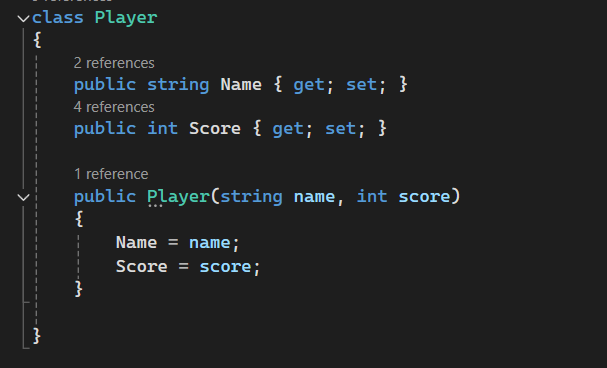 class Player
{
2 references
public string Name { get; set; }
4 references
public int Score { get; set; }
1 reference
public Player(string name, int score)
{
Name = name;
Score = score;
}
}